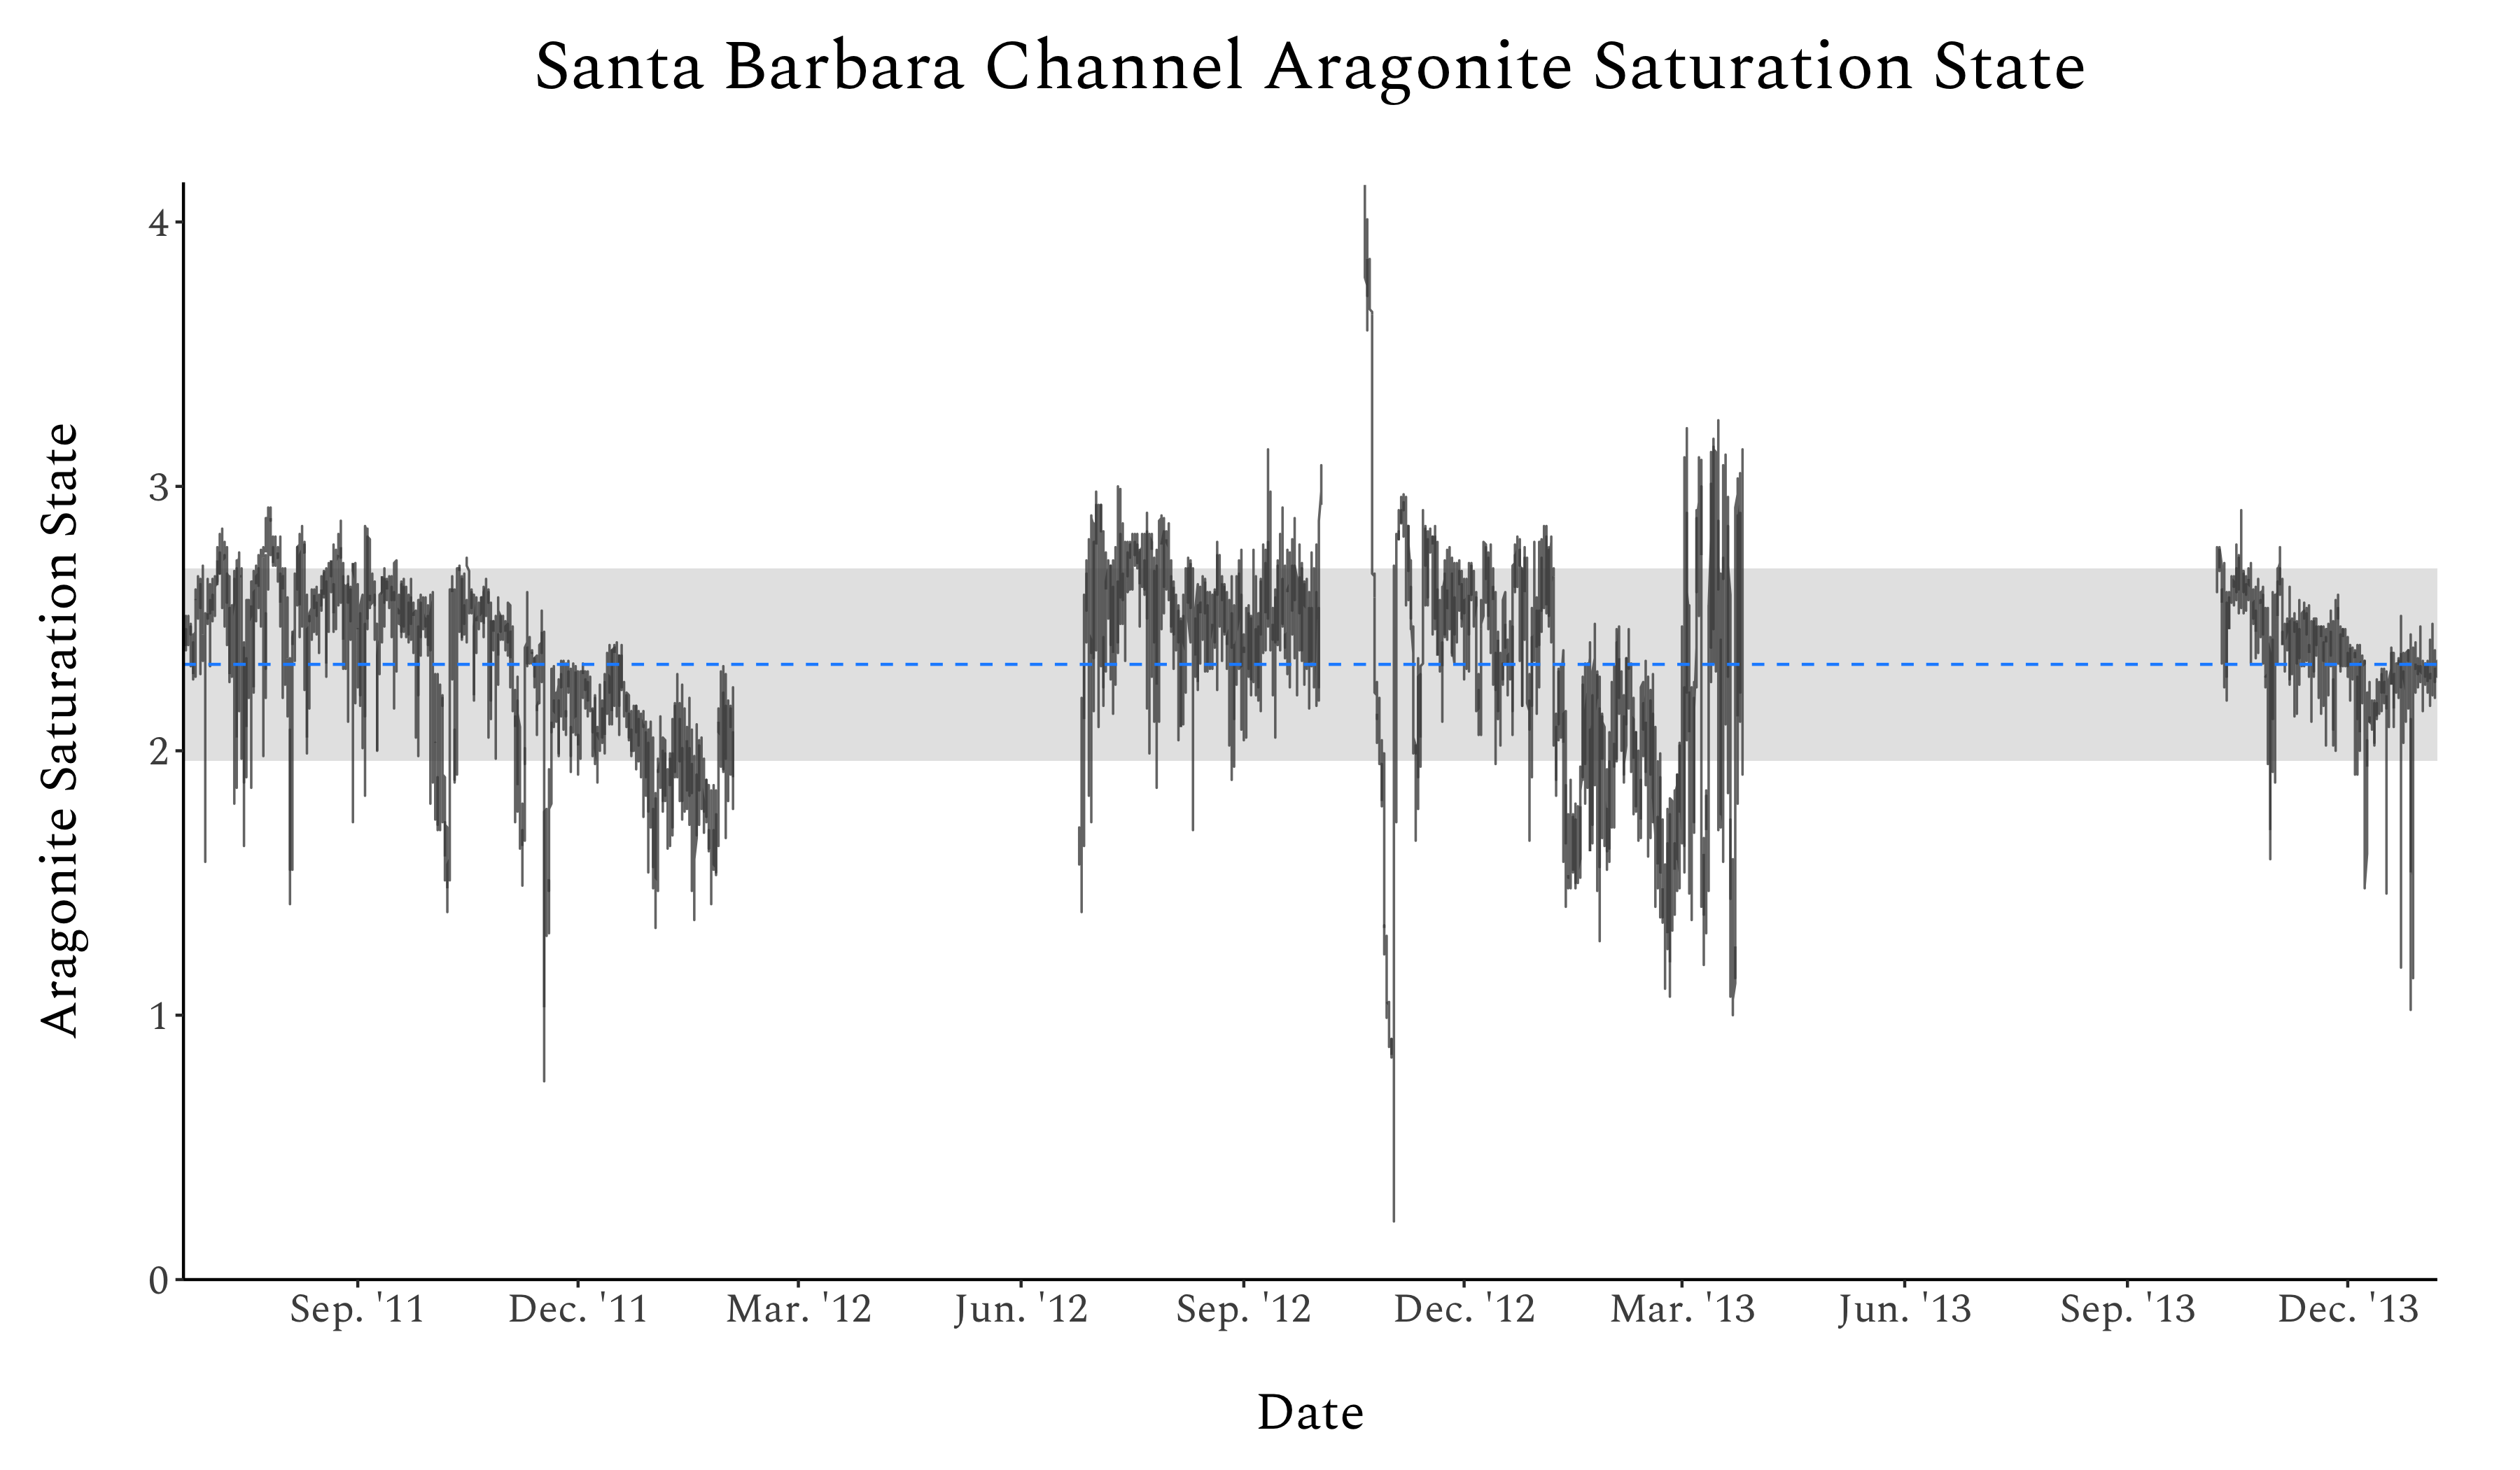 Santa Barbara Channel Aragonite Saturation State
Aragonite Saturation State
4
3
2
1
0
Sep. '11 Dec. '11 Mar. '12 Jun. '12 Sep. '12 Dec. '12 Mar. '13 Jun. '13 Sep. '13 Dec. '13
Date